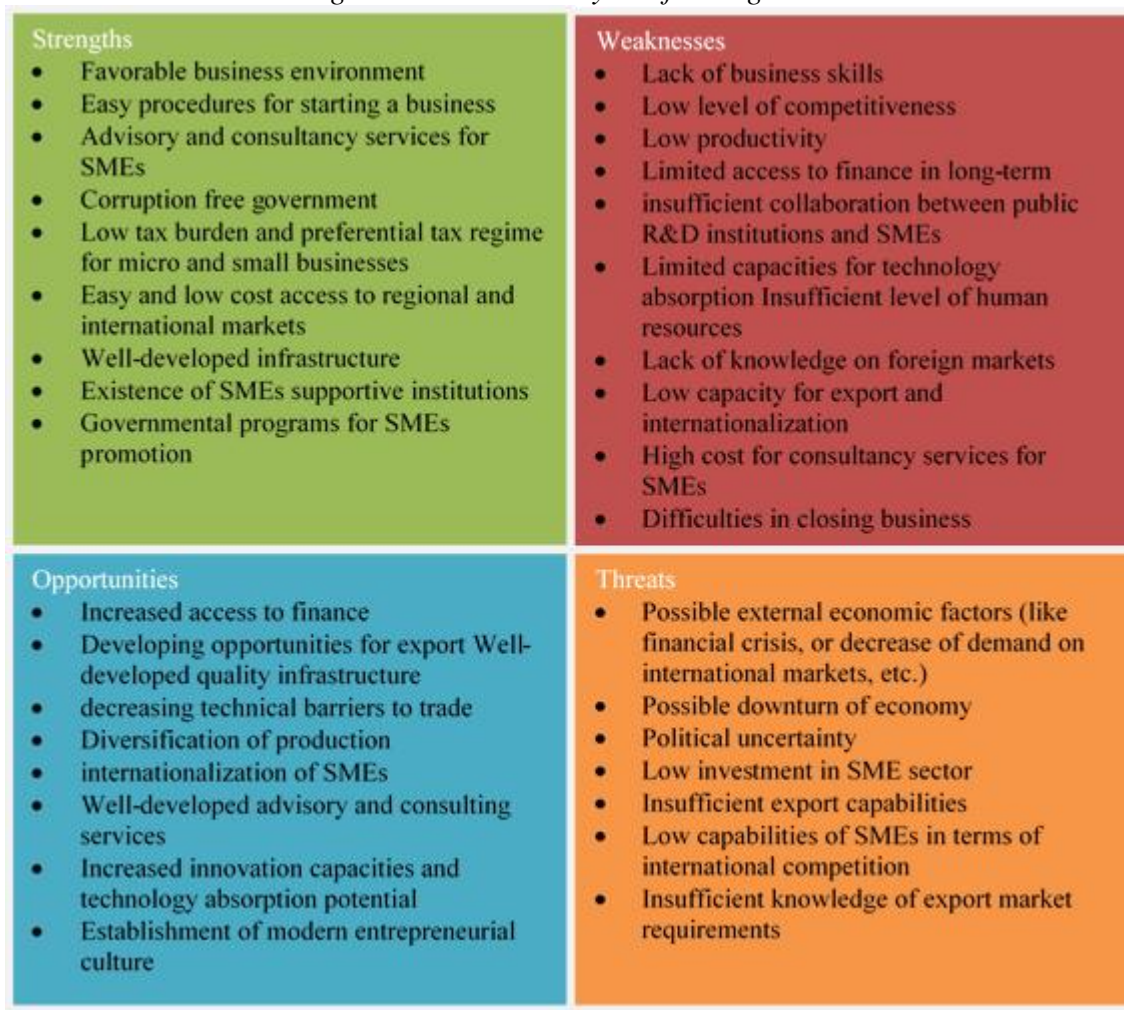 Strengths
• Favorable business environment
• Easy procedures for starting a business
• Advisory and consultancy services for
SMEs
• Corruption free government
• Low tax burden and preferential tax regime
for micro and small businesses
• Easy and low cost access to regional and
international markets
• Well-developed infrastructure
• Existence of SMEs supportive institutions
• Governmental programs for SMEs
promotion
Weaknesses
• Lack of business skills
• Low level of competitiveness
• Low productivity
• Limited access to finance in long-term
• insufficient collaboration between public
R&D institutions and SMEs
• Limited capacities for technology
absorption Insufficient level of human
resources
• Lack of knowledge on foreign markets
• Low capacity for export and
internationalization
• High cost for consultancy services for
SMEs
• Difficulties in closing business
Opportunities
• Increased access to finance
• Developing opportunities for export Well-
developed quality infrastructure
• decreasing technical barriers to trade
• Diversification of production
• internationalization of SMEs
• Well-developed advisory and consulting
services
• Increased innovation capacities and
technology absorption potential
• Establishment of modern entrepreneurial
culture
Threats
• Possible external economic factors (like
financial crisis, or decrease of demand on
international markets, etc.)
• Possible downturn of economy
• Political uncertainty
• Low investment in SME sector
• Insufficient export capabilities
• Low capabilities of SMEs in terms of
international competition
• Insufficient knowledge of export market
requirements